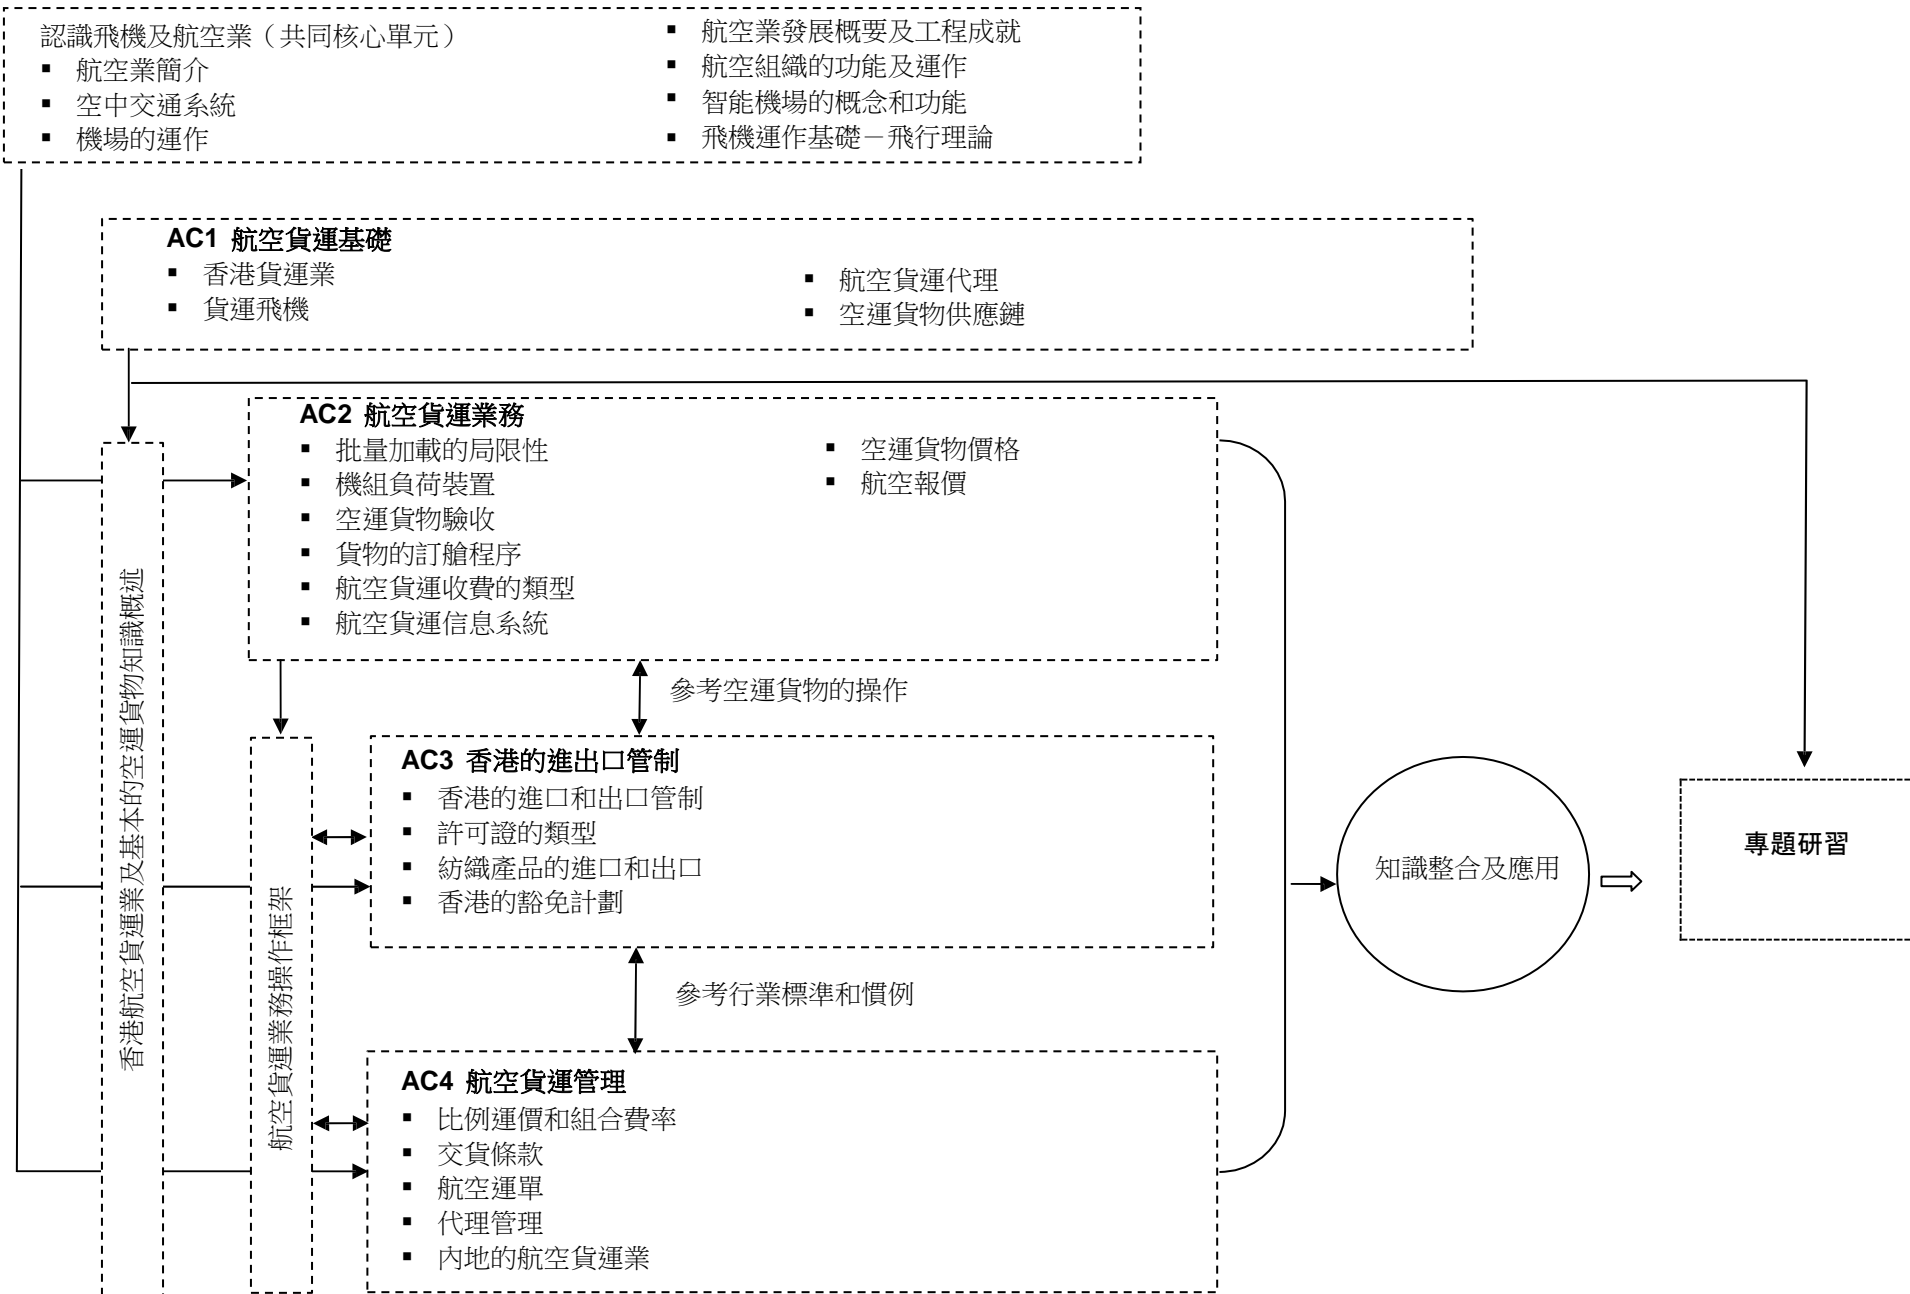 認識飛機及航空業（共同核心單元）
▪ 航空業簡介
▪ 空中交通系統
▪ 機場的運作
▪ 航空業發展概要及工程成就
▪ 航空組織的功能及運作
▪ 智能機場的概念和功能
▪ 飛機運作基礎－飛行理論
AC1 航空貨運基礎
▪ 香港貨運業
▪ 貨運飛機
▪ 航空貨運代理
▪ 空運貨物供應鏈
香港航空貨運業及基本的空運貨物知識概述
AC2 航空貨運業務
▪ 批量加載的局限性
▪ 機組負荷裝置
▪ 空運貨物驗收
▪ 貨物的訂艙程序
▪ 航空貨運收費的類型
▪ 航空貨運信息系統
▪ 空運貨物價格
▪ 航空報價
參考空運貨物的操作
航空貨運業務操作框架
AC3 香港的進出口管制
▪ 香港的進口和出口管制
▪ 許可證的類型
▪ 紡織產品的進口和出口
▪ 香港的豁免計劃
參考行業標準和慣例
AC4 航空貨運管理
▪ 比例運價和組合費率
▪ 交貨條款
▪ 航空運單
▪ 代理管理
▪ 內地的航空貨運業
知識整合及應用
專題研習